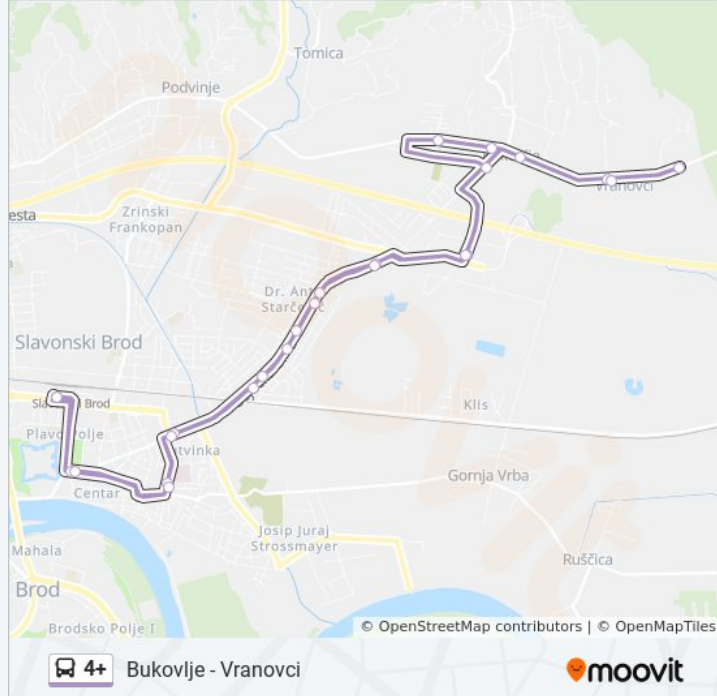 Tomica
Podvinje
Vranovci
Zrinski
Frankopan
Dr. Ant
Starčević
Slavonski Brod
Klis
Slavonski Brod
Plavo Polje
Gornja Vrba
Centar
Josip Juraj
Strossmayer
Mahala
Ruščica
Brod
Brodsko Polje I
© OpenStreetMap contributors | © OpenMapTiles
4+ Bukovlje - Vranovci
moovit